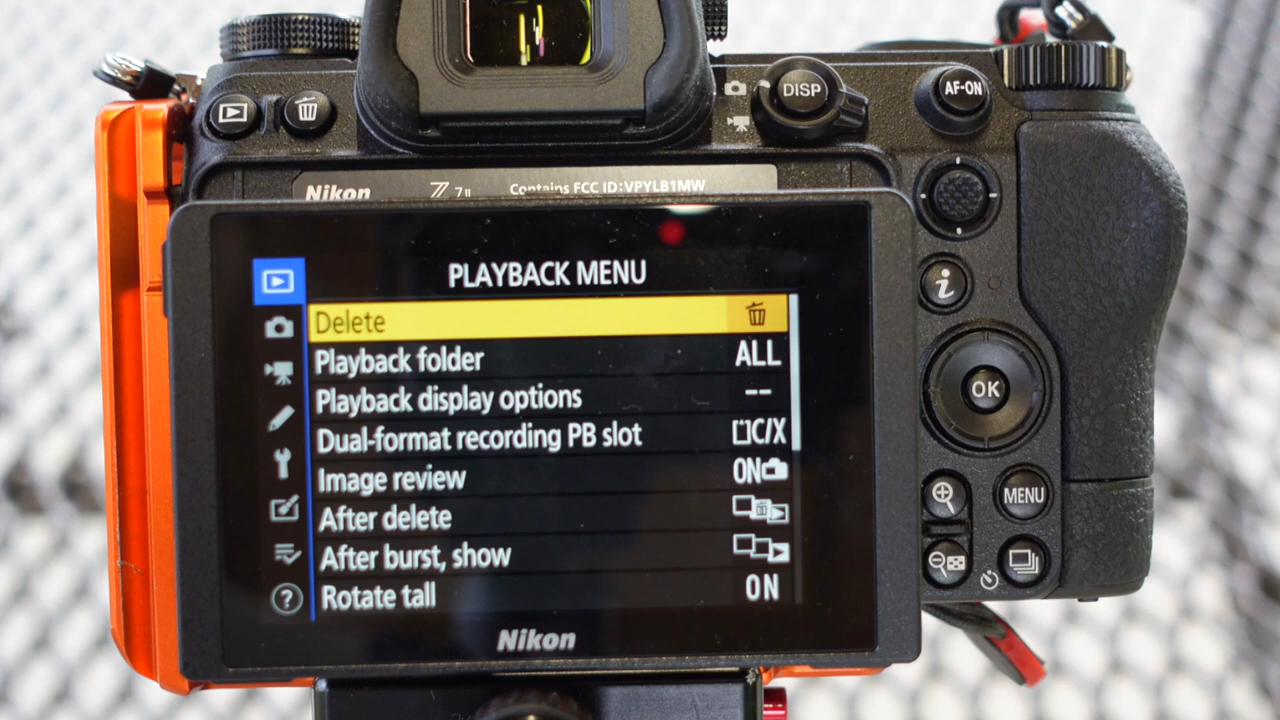 DISP
AF-ON
Nikon Z 7II Contains FCC ID:VPYLB1MW
PLAYBACK MENU
Delete
Playback folder ALL
Playback display options --
Dual-format recording PB slot C/X
Image review ON
After delete
After burst, show
Rotate tall ON
Nikon
i
OK
MENU